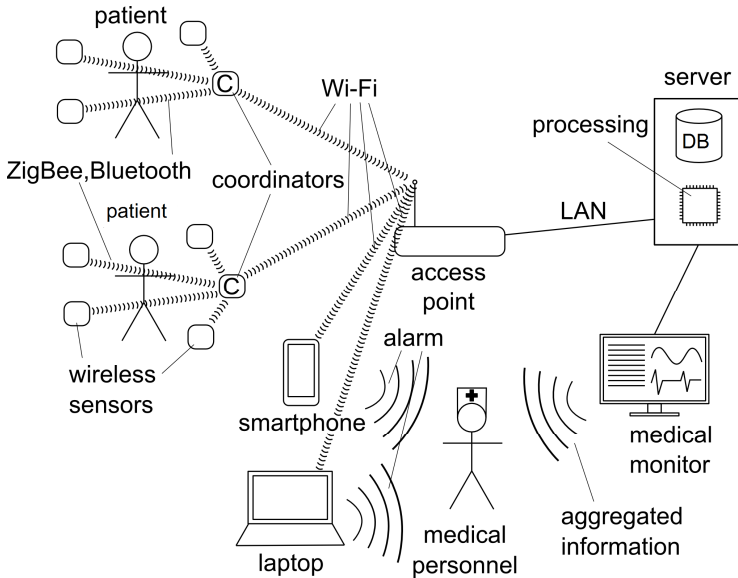 patient
C
Wi-Fi
server
processing
DB
ZigBee,Bluetooth
coordinators
patient
LAN
access
point
C
wireless
sensors
alarm
smartphone
medical
monitor
laptop
medical
personnel
aggregated
information